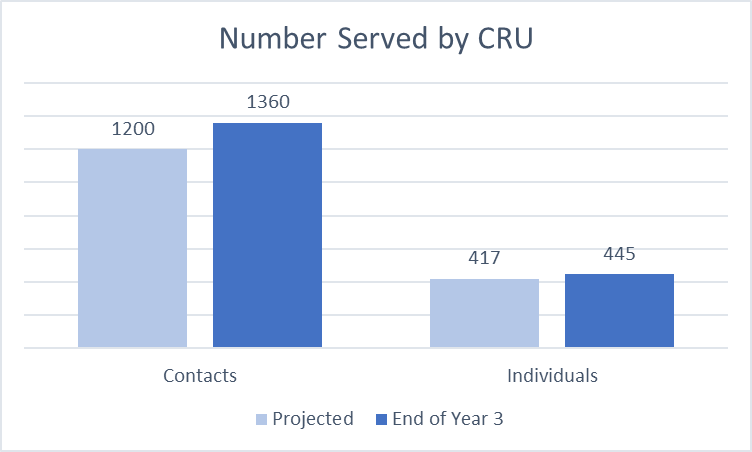 Number Served by CRU
1200
1360
417
445
Contacts
Individuals
Projected
End of Year 3